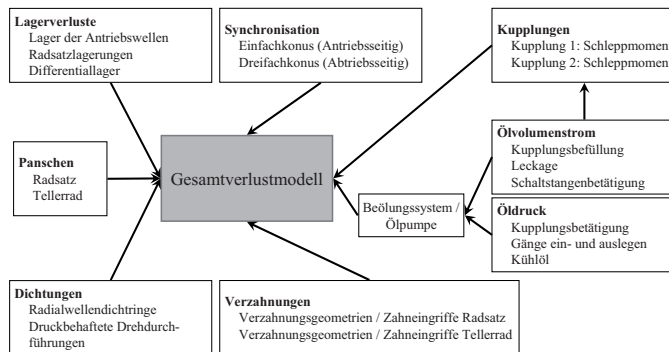 Lagerverluste
Lager der Antriebswellen
Radsatzlagerungen
Differentiallager
Synchronisation
Einfachkonus (Antriebsseitig)
Dreifachkonus (Abtriebsseitig)
Kupplungen
Kupplung 1: Schleppmoment
Kupplung 2: Schleppmoment
Panschen
Radsatz
Tellerrad
Gesamtverlustmodell
Ölvolumenstrom
Kupplungsbefüllung
Leckage
Schaltstangenbetätigung
Beölungssystem /
Ölpumpe
Öldruck
Kupplungsbetätigung
Gänge ein- und auslegen
Kühlöl
Dichtungen
Radialwellendichtringe
Druckbehaftete Drehdurch-
führungen
Verzahnungen
Verzahnungsgeometrien / Zahneingriffe Radsatz
Verzahnungsgeometrien / Zahneingriffe Tellerrad